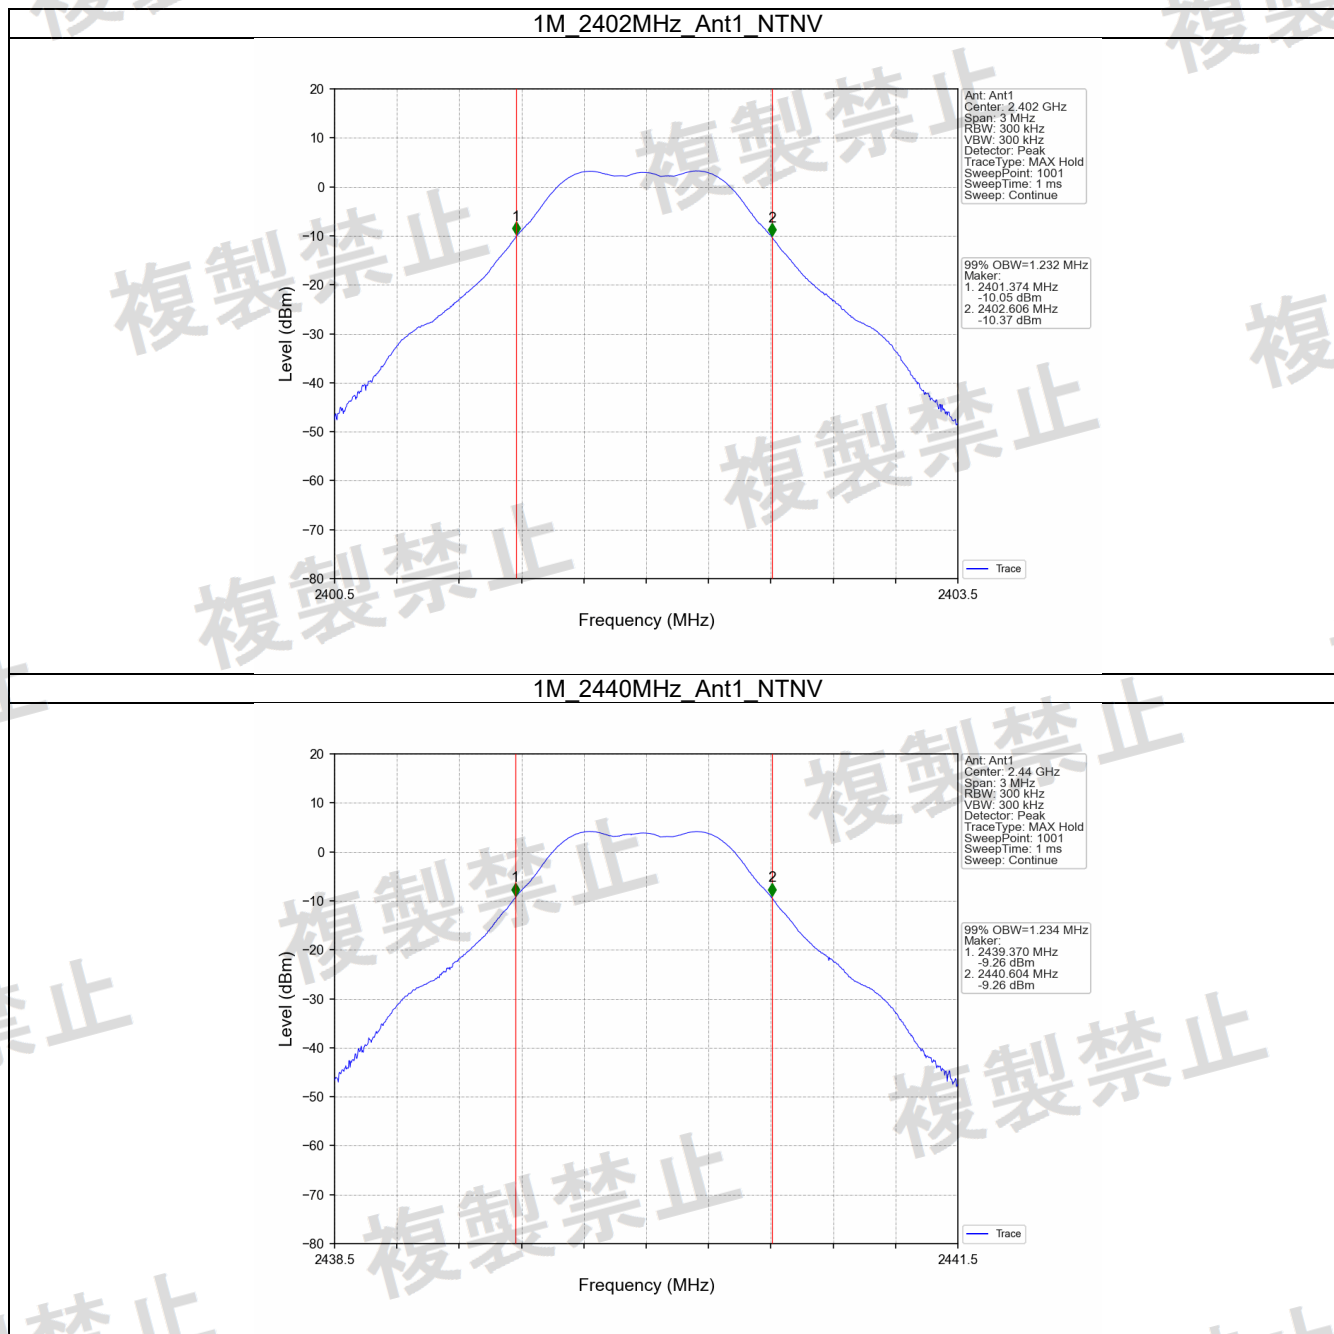 1M_2402MHz_Ant1_NTNV
20
10
0
−10
−20
−30
−40
−50
−60
−70
−80
Level (dBm)
1
2
2400.5
2403.5
Frequency (MHz)
Ant: Ant1
Center: 2.402 GHz
Span: 3 MHz
RBW: 300 kHz
VBW: 300 kHz
Detector: Peak
TraceType: MAX Hold
SweepPoint: 1001
SweepTime: 1 ms
Sweep: Continue
99% OBW=1.232 MHz
Maker:
1. 2401.374 MHz
-10.05 dBm
2. 2402.606 MHz
-10.37 dBm
Trace
1M_2440MHz_Ant1_NTNV
20
10
0
−10
−20
−30
−40
−50
−60
−70
−80
Level (dBm)
1
2
2438.5
2441.5
Frequency (MHz)
Ant: Ant1
Center: 2.44 GHz
Span: 3 MHz
RBW: 300 kHz
VBW: 300 kHz
Detector: Peak
TraceType: MAX Hold
SweepPoint: 1001
SweepTime: 1 ms
Sweep: Continue
99% OBW=1.234 MHz
Maker:
1. 2439.370 MHz
-9.26 dBm
2. 2440.604 MHz
-9.26 dBm
Trace
複製禁止
複製禁止
複製禁止
複製禁止
複製禁止
複製禁止
複製禁止
複製禁止